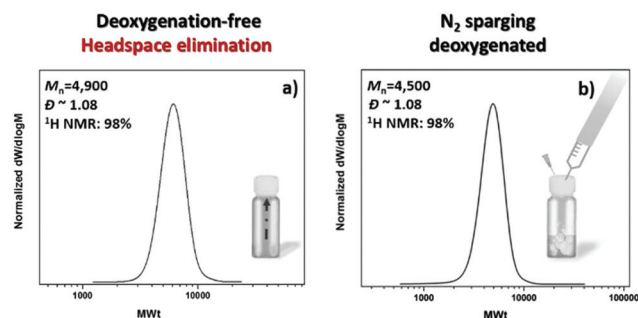 Deoxygenation-free
Headspace elimination
Mn=4,900
Đ ~ 1.08
¹H NMR: 98%
a)
Normalized dW/dlogM
1000
10000
MWt
N₂ sparging
deoxygenated
Mn=4,500
Đ ~ 1.08
¹H NMR: 98%
b)
Normalized dW/dlogM
1000
10000
100000
MWt